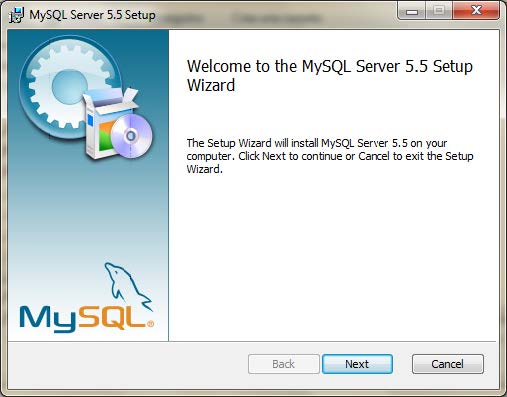 MySQL Server 5.5 Setup
Welcome to the MySQL Server 5.5 Setup
Wizard
The Setup Wizard will install MySQL Server 5.5 on your
computer. Click Next to continue or Cancel to exit the Setup
Wizard.
MySQL®
Back
Next
Cancel